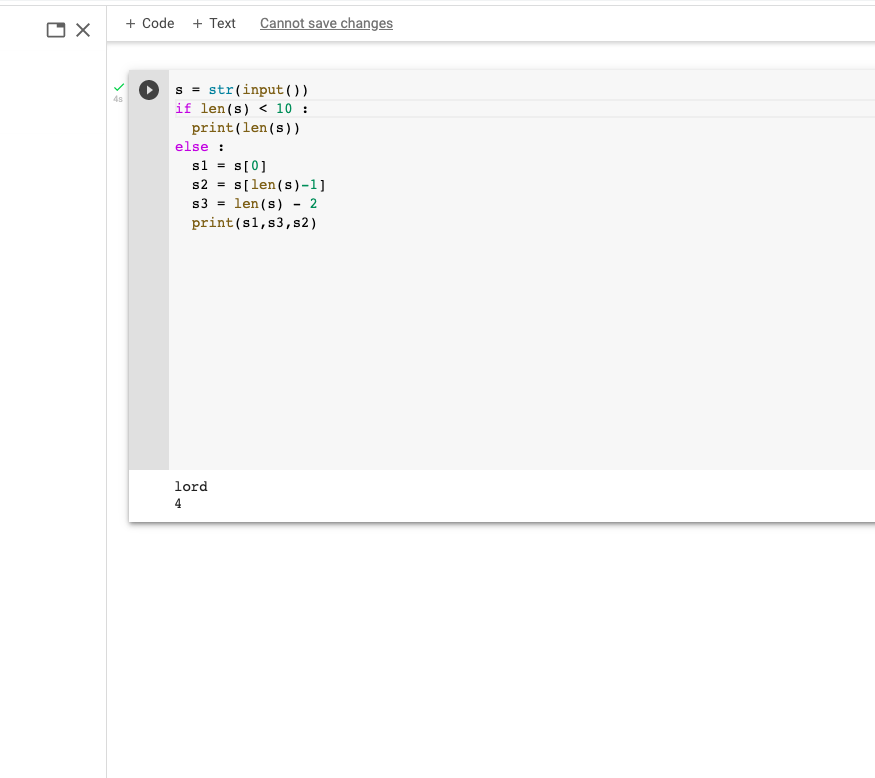 + Code + Text Cannot save changes
4s
s = str(input())
if len(s) < 10 :
  print(len(s))
else :
  s1 = s[0]
  s2 = s[len(s)-1]
  s3 = len(s) - 2
  print(s1,s3,s2)
lord
4